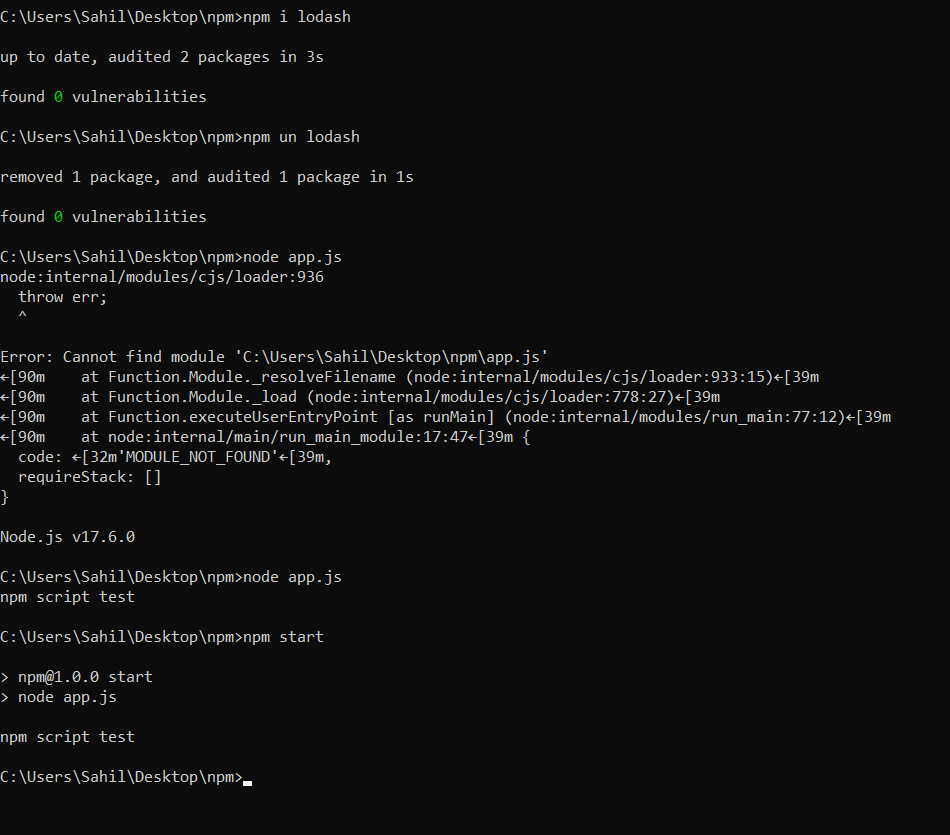 C:\Users\Sahil\Desktop\npm>npm i lodash
up to date, audited 2 packages in 3s
found 0 vulnerabilities
C:\Users\Sahil\Desktop\npm>npm un lodash
removed 1 package, and audited 1 package in 1s
found 0 vulnerabilities
C:\Users\Sahil\Desktop\npm>node app.js
node:internal/modules/cjs/loader:936
  throw err;
  ^
Error: Cannot find module 'C:\Users\Sahil\Desktop\npm\app.js'
←[90m    at Function.Module._resolveFilename (node:internal/modules/cjs/loader:933:15)←[39m
←[90m    at Function.Module._load (node:internal/modules/cjs/loader:778:27)←[39m
←[90m    at Function.executeUserEntryPoint [as runMain] (node:internal/modules/run_main:77:12)←[39m
←[90m    at node:internal/main/run_main_module:17:47←[39m {
  code: ←[32m'MODULE_NOT_FOUND'←[39m,
  requireStack: []
}
Node.js v17.6.0
C:\Users\Sahil\Desktop\npm>node app.js
npm script test
C:\Users\Sahil\Desktop\npm>npm start
> npm@1.0.0 start
> node app.js
npm script test
C:\Users\Sahil\Desktop\npm>